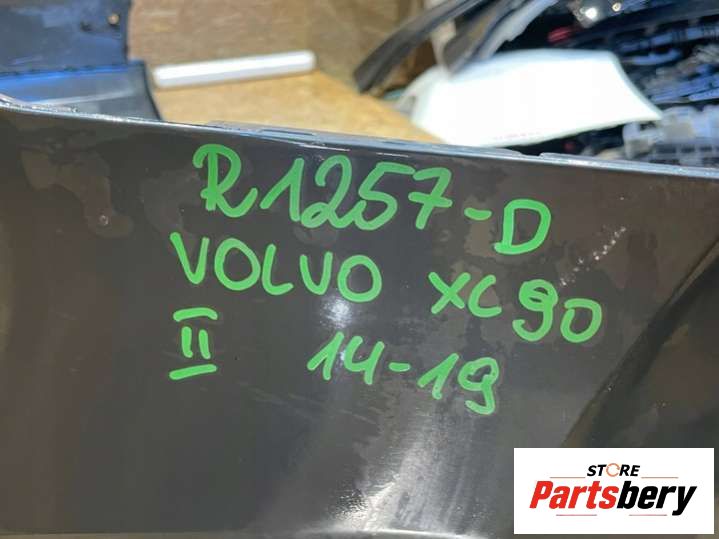 R1257-D
VOLVO XC90
II 14-19
STORE
Partsbery